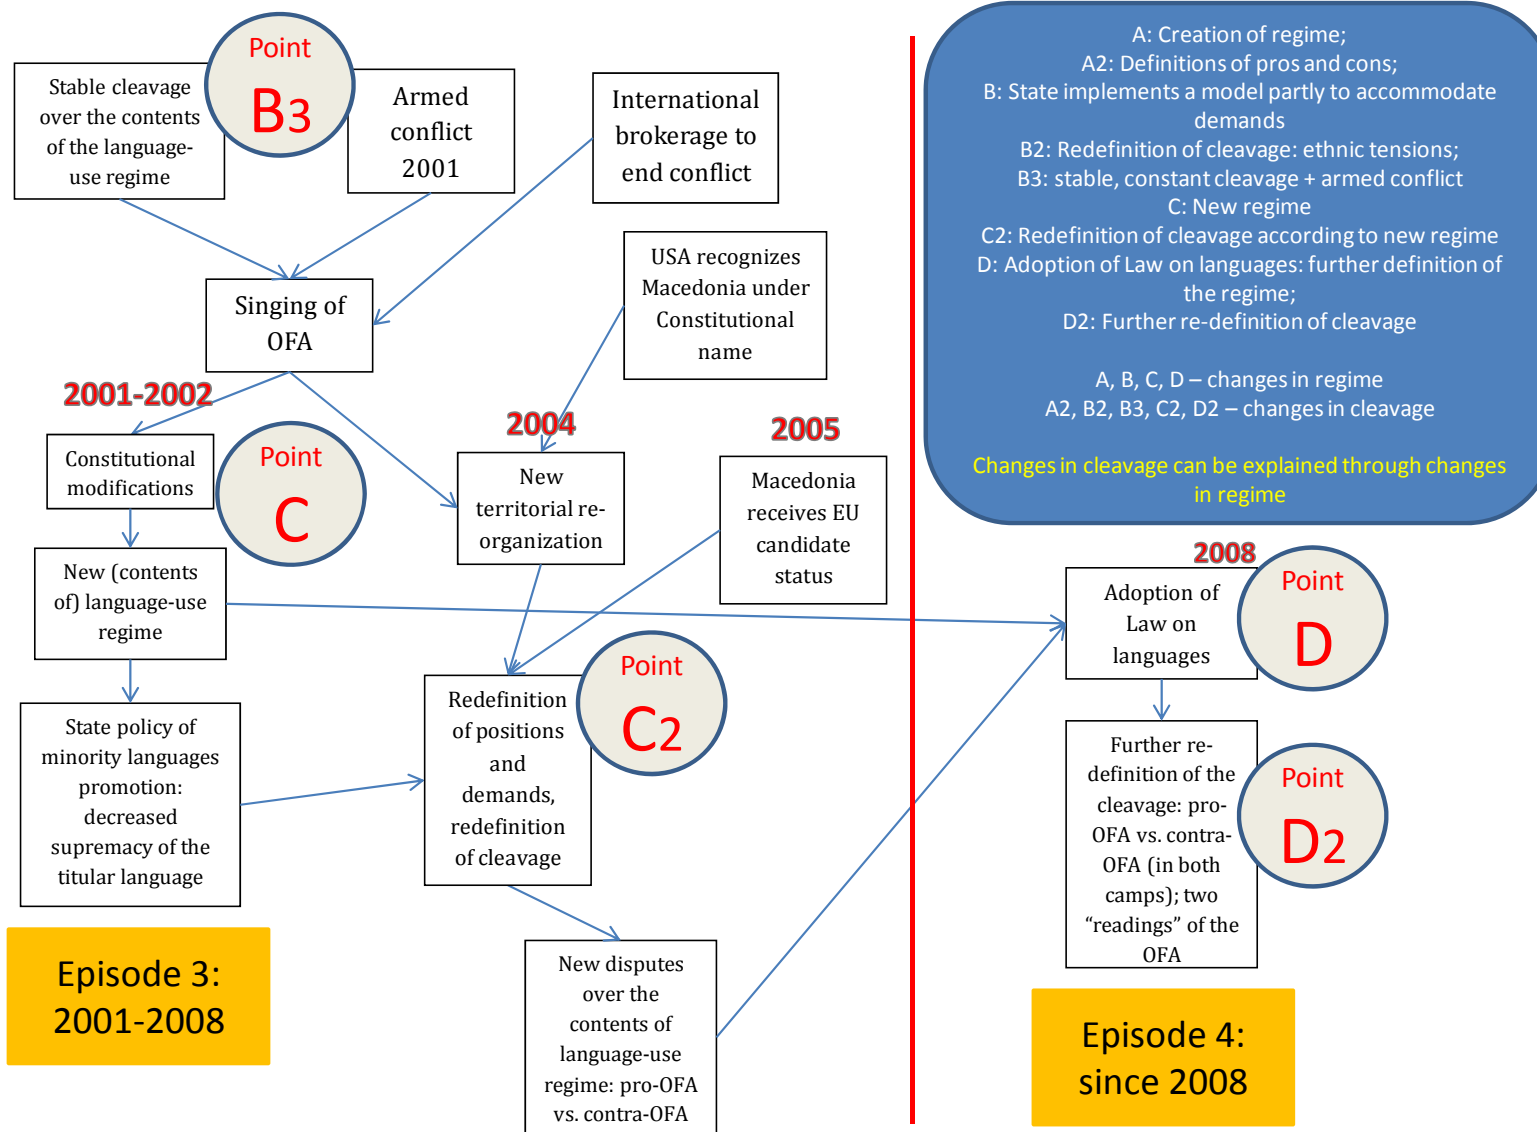 Point
B3
Stable cleavage
over the contents
of the language-
use regime
Armed
conflict
2001
International
brokerage to
end conflict
Singing of
OFA
USA recognizes
Macedonia under
Constitutional
name
2001-2002
Constitutional
modifications
Point
C
2004
New
territorial re-
organization
2005
Macedonia
receives EU
candidate
status
New (contents
of) language-use
regime
State policy of
minority languages
promotion:
decreased
supremacy of the
titular language
Redefinition
of positions
and
demands,
redefinition
of cleavage
Point
C2
New disputes
over the
contents of
language-use
regime: pro-OFA
vs. contra-OFA
Episode 3:
2001-2008
A: Creation of regime;
A2: Definitions of pros and cons;
B: State implements a model partly to accommodate
demands
B2: Redefinition of cleavage: ethnic tensions;
B3: stable, constant cleavage + armed conflict
C: New regime
C2: Redefinition of cleavage according to new regime
D: Adoption of Law on languages: further definition of
the regime;
D2: Further re-definition of cleavage
A, B, C, D – changes in regime
A2, B2, B3, C2, D2 – changes in cleavage
Changes in cleavage can be explained through changes
in regime
2008
Adoption of
Law on
languages
Point
D
Further re-
definition of the
cleavage: pro-
OFA vs. contra-
OFA (in both
camps); two
“readings” of the
OFA
Point
D2
Episode 4:
since 2008